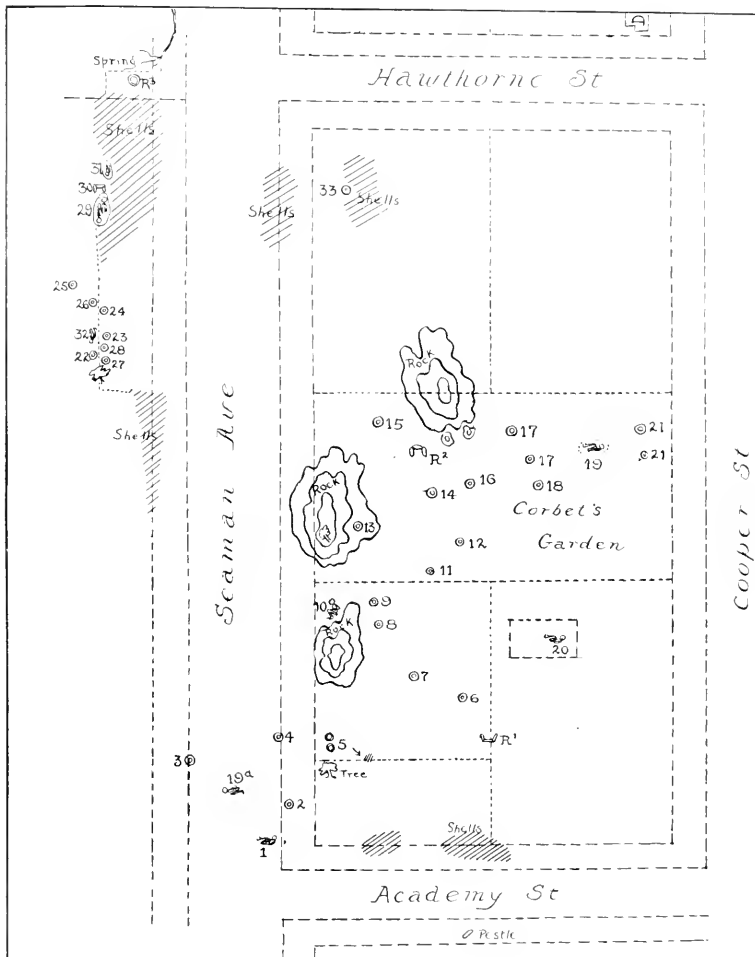 Spring
R3
Hawthorne St
Shells
31
30
29
33
Shells
Shells
25
26
24
32
23
28
22
27
Shells
Seaman Ave
Rock
15
17
21
R2
19
17
21
16
18
14
Rock
13
Corbet's
Garden
12
11
Cooper St
10
9
8
Rock
20
7
6
4
5
R1
3
19a
Tree
2
1
Shells
Academy St
Pestle